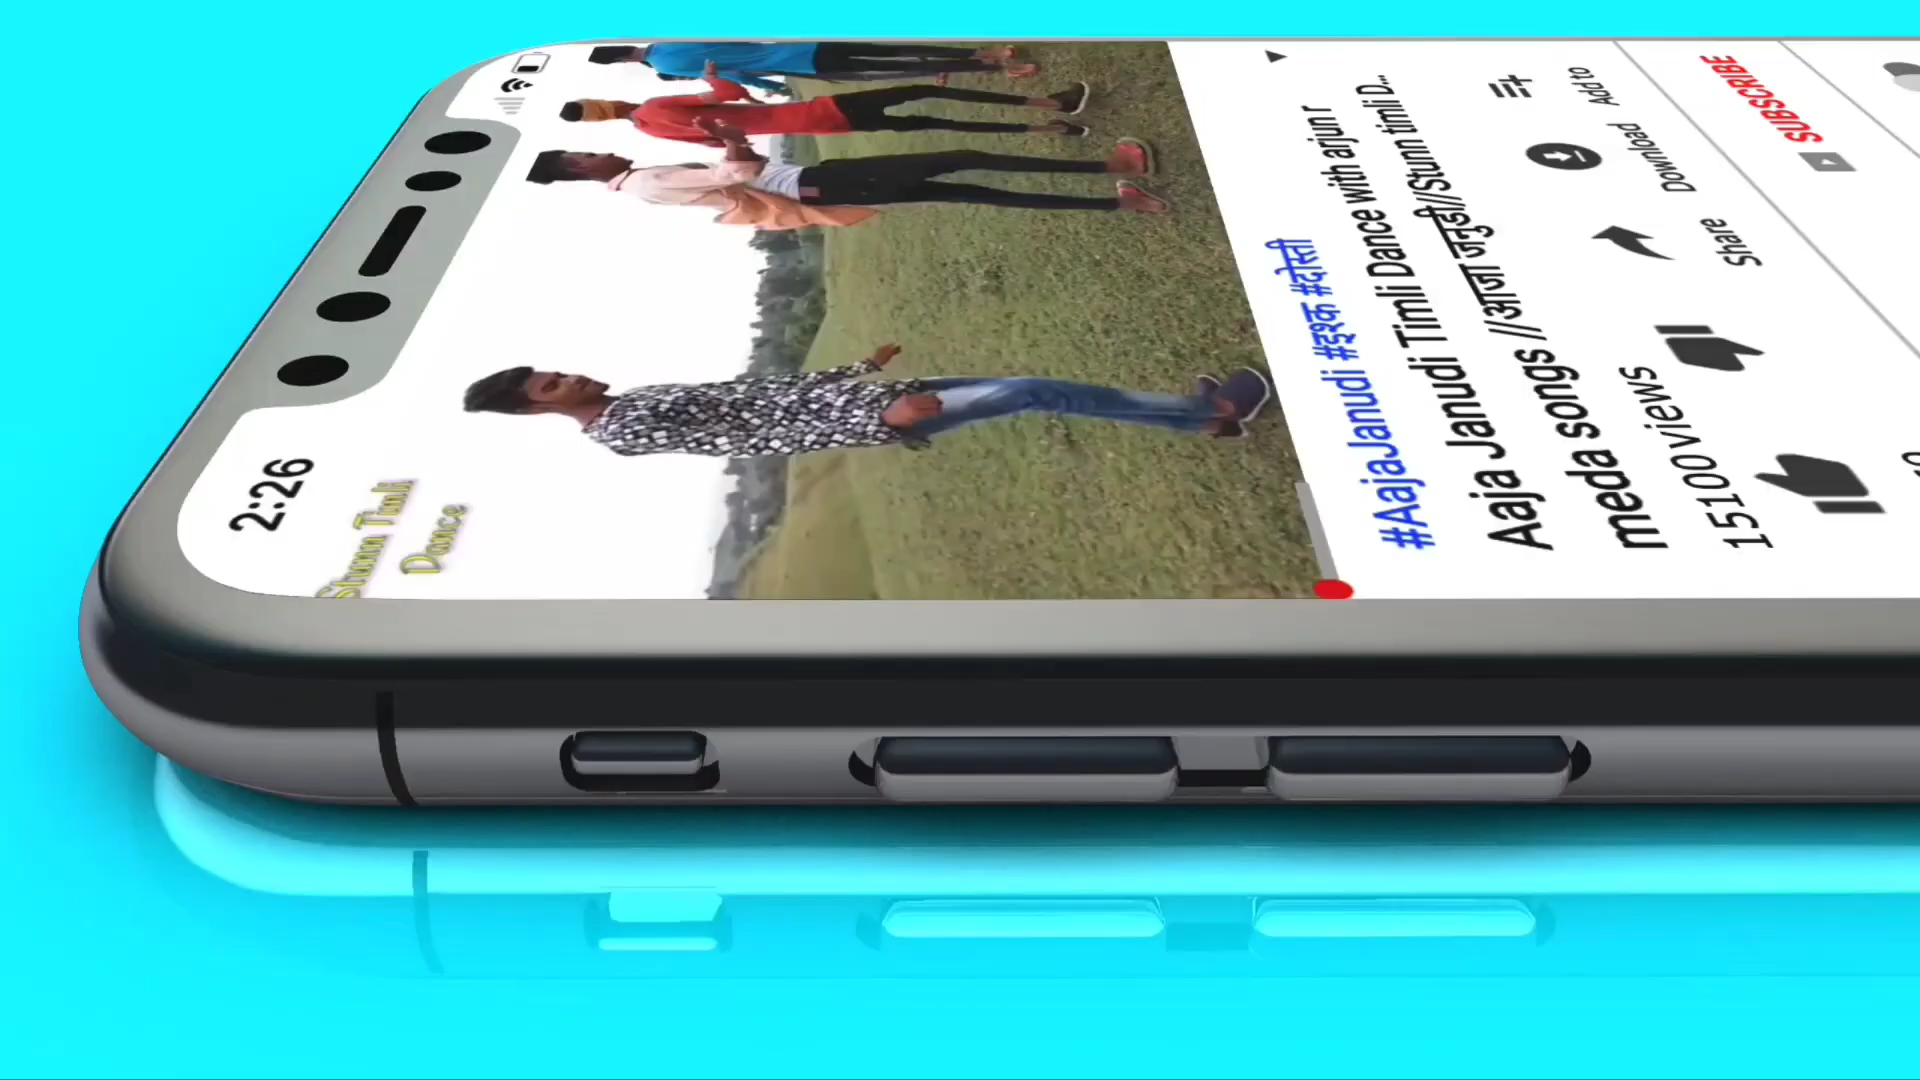 2:26
Stunn Timli
Dance
#AajaJanudi #इश्क #दोस्ती
Aaja Janudi Timli Dance with arjun r
meda songs //आजा जनुडी//Stunn timli D...
15100 views
Share
Download
Add to
SUBSCRIBE